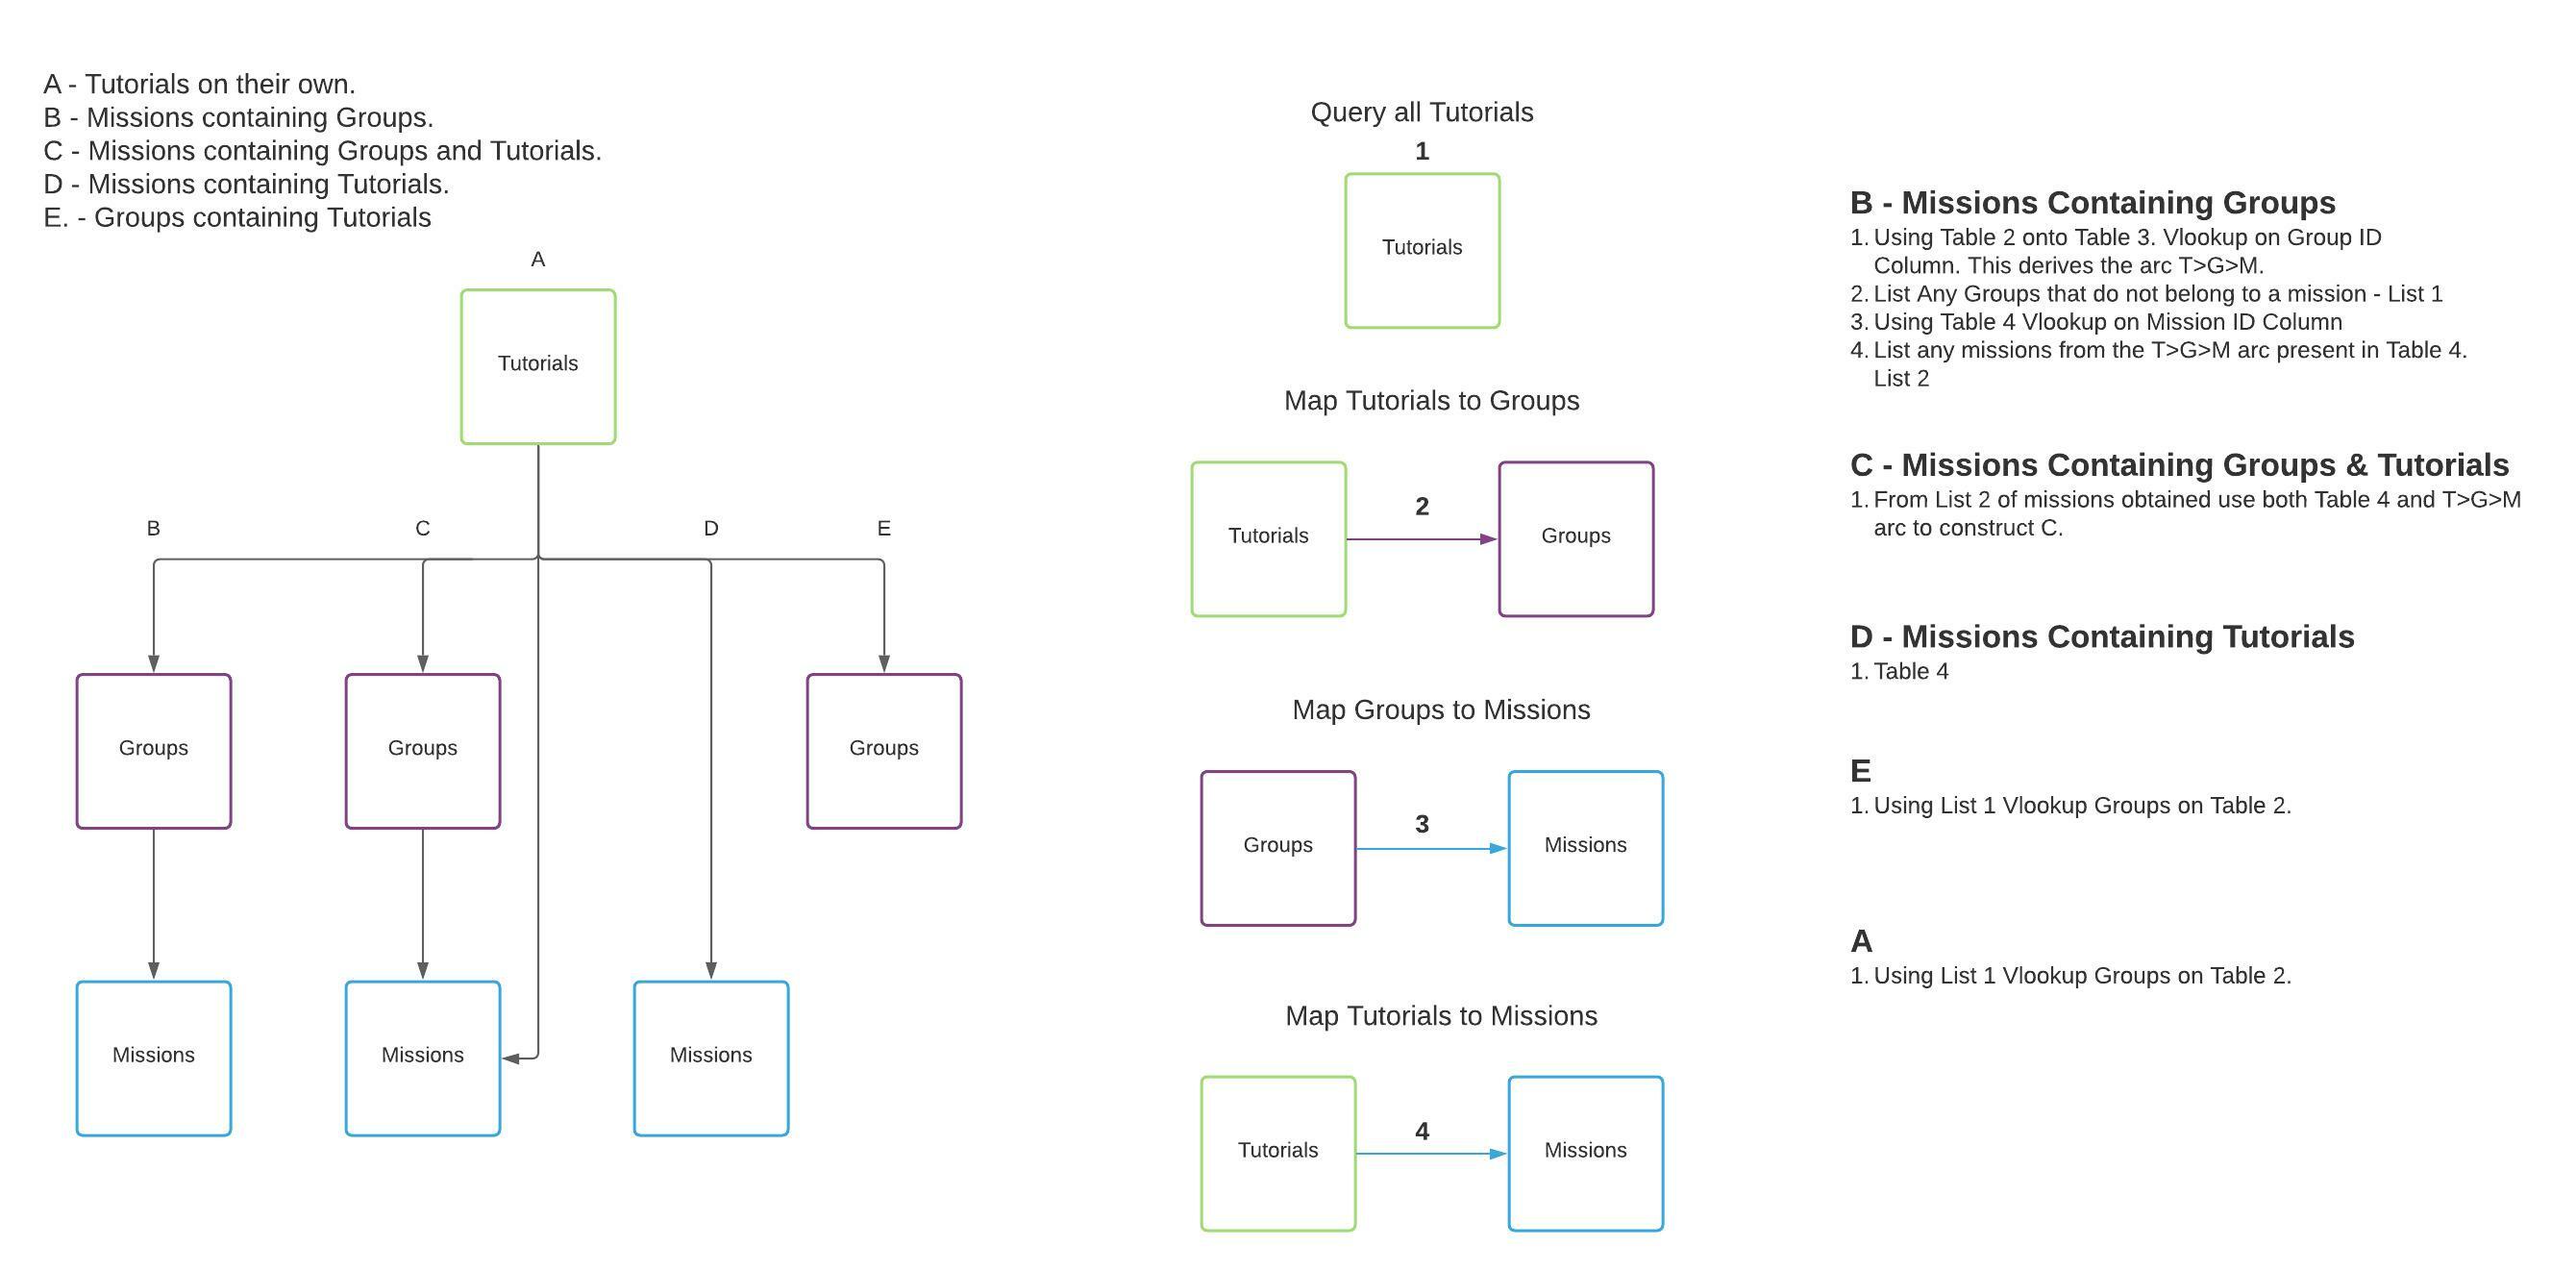 A - Tutorials on their own.
B - Missions containing Groups.
C - Missions containing Groups and Tutorials.
D - Missions containing Tutorials.
E. - Groups containing Tutorials
A
Tutorials
B
C
D
E
Groups
Groups
Groups
Missions
Missions
Missions
Query all Tutorials
1
Tutorials
Map Tutorials to Groups
Tutorials
2
Groups
Map Groups to Missions
Groups
3
Missions
Map Tutorials to Missions
Tutorials
4
Missions
B - Missions Containing Groups
1. Using Table 2 onto Table 3. Vlookup on Group ID
Column. This derives the arc T>G>M.
2. List Any Groups that do not belong to a mission - List 1
3. Using Table 4 Vlookup on Mission ID Column
4. List any missions from the T>G>M arc present in Table 4.
List 2
C - Missions Containing Groups & Tutorials
1. From List 2 of missions obtained use both Table 4 and T>G>M
arc to construct C.
D - Missions Containing Tutorials
1. Table 4
E
1. Using List 1 Vlookup Groups on Table 2.
A
1. Using List 1 Vlookup Groups on Table 2.